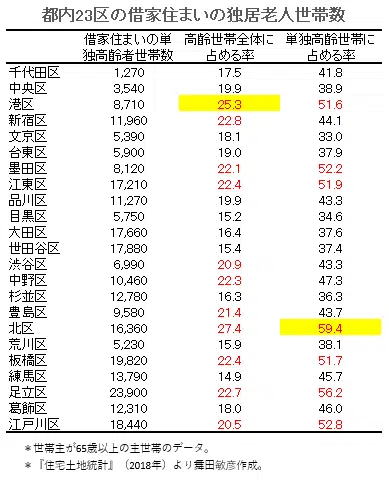 都内23区の借家住まいの独居老人世帯数
借家住まいの単独高齢者世帯数 高齢世帯全体に占める率 単独高齢世帯に占める率
千代田区 1,270 17.5 41.8
中央区 3,540 19.9 38.9
港区 8,710 25.3 51.6
新宿区 11,960 22.8 44.1
文京区 5,390 18.1 33.0
台東区 5,900 19.0 37.9
墨田区 8,120 22.1 52.2
江東区 17,210 22.4 51.9
品川区 11,270 19.9 43.3
目黒区 5,750 15.2 34.6
大田区 17,660 16.4 37.6
世田谷区 17,880 15.4 37.4
渋谷区 6,990 20.9 43.3
中野区 10,460 22.3 47.3
杉並区 12,780 16.3 36.3
豊島区 9,580 21.4 43.7
北区 16,360 27.4 59.4
荒川区 5,230 15.9 38.1
板橋区 19,820 22.4 51.7
練馬区 13,790 14.9 45.7
足立区 23,900 22.7 56.2
葛飾区 12,310 18.0 46.0
江戸川区 18,440 20.5 52.8
＊世帯主が65歳以上の主世帯のデータ。
＊『住宅土地統計』（2018年）より舞田敏彦作成。